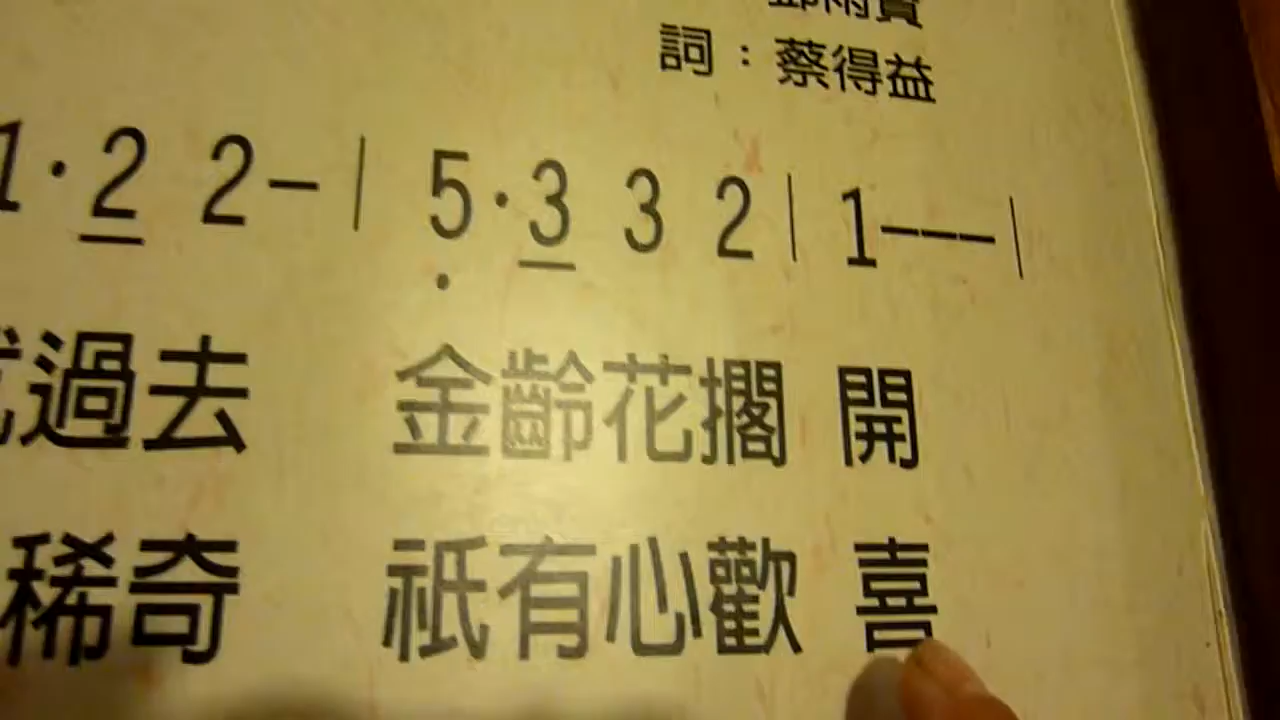 詞：蔡得益
1·2 2— | 5·3 3 2 | 1——— |
過去 金齡花擱 開
稀奇 祇有心歡 喜